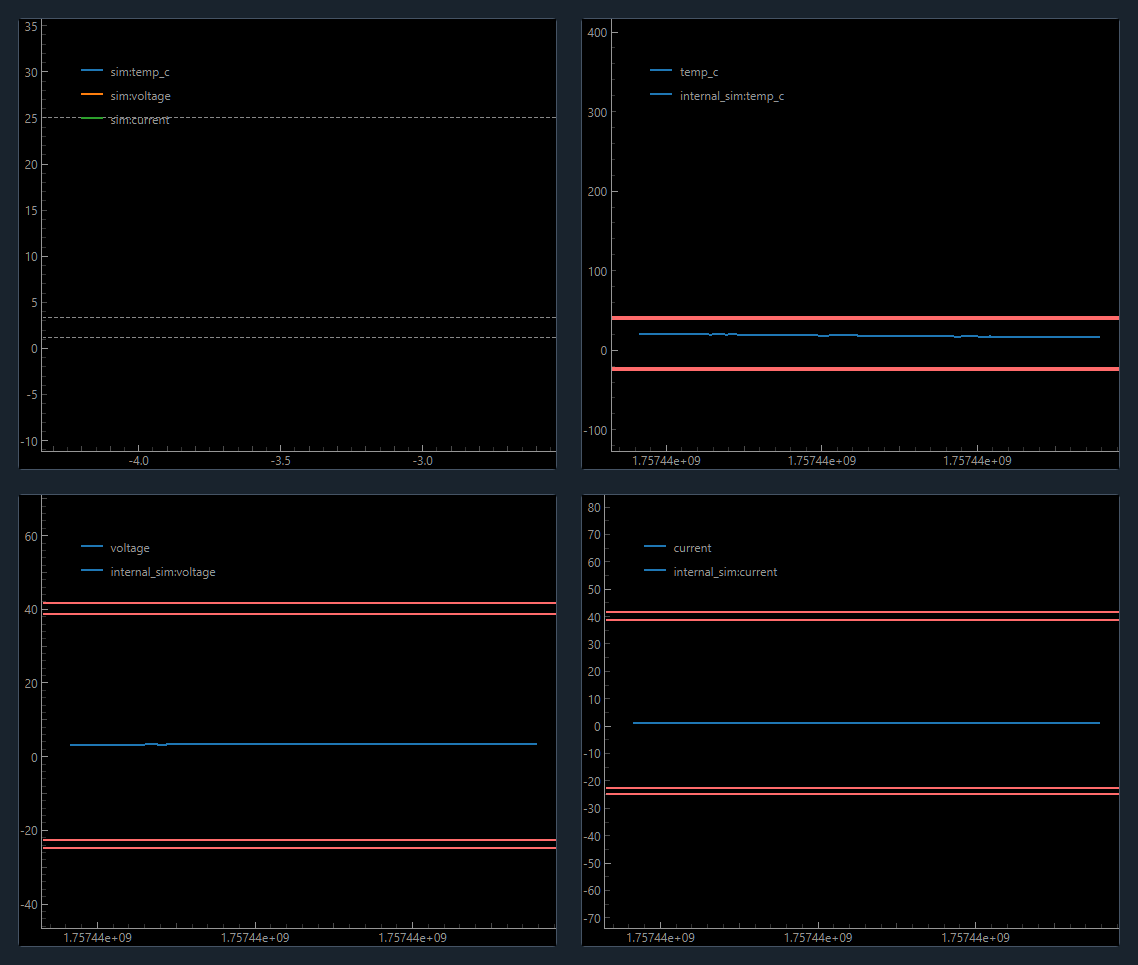 35
30
25
20
15
10
5
0
-5
-10
sim:temp_c
sim:voltage
sim:current
-4.0 -3.5 -3.0
400
300
200
100
0
-100
temp_c
internal_sim:temp_c
1.75744e+09 1.75744e+09 1.75744e+09
60
40
20
0
-20
-40
voltage
internal_sim:voltage
1.75744e+09 1.75744e+09 1.75744e+09
80
70
60
50
40
30
20
10
0
-10
-20
-30
-40
-50
-60
-70
current
internal_sim:current
1.75744e+09 1.75744e+09 1.75744e+09